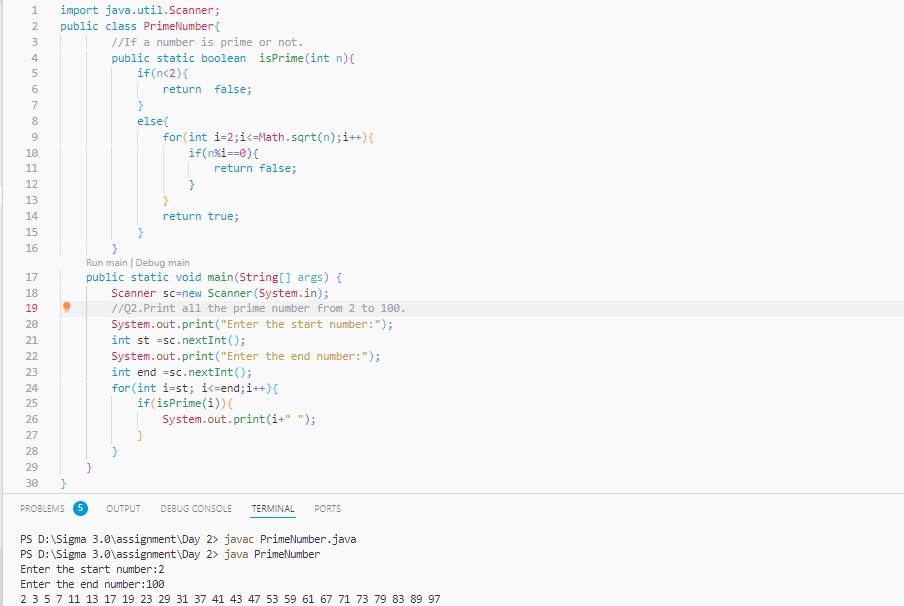 1 import java.util.Scanner;
2 public class PrimeNumber{
3 //If a number is prime or not.
4 public static boolean  isPrime(int n){
5 if(n<2){
6 return  false;
7 }
8 else{
9 for(int i=2;i<=Math.sqrt(n);i++){
10 if(n%i==0){
11 return false;
12 }
13 }
14 return true;
15 }
16 }
Run main | Debug main
17 public static void main(String[] args) {
18 Scanner sc=new Scanner(System.in);
19 //Q2.Print all the prime number from 2 to 100.
20 System.out.print("Enter the start number:");
21 int st =sc.nextInt();
22 System.out.print("Enter the end number:");
23 int end =sc.nextInt();
24 for(int i=st; i<=end;i++){
25 if(isPrime(i)){
26 System.out.print(i+" ");
27 }
28 }
29 }
30 }
PROBLEMS 5 OUTPUT DEBUG CONSOLE TERMINAL PORTS
PS D:\Sigma 3.0\assignment\Day 2> javac PrimeNumber.java
PS D:\Sigma 3.0\assignment\Day 2> java PrimeNumber
Enter the start number:2
Enter the end number:100
2 3 5 7 11 13 17 19 23 29 31 37 41 43 47 53 59 61 67 71 73 79 83 89 97